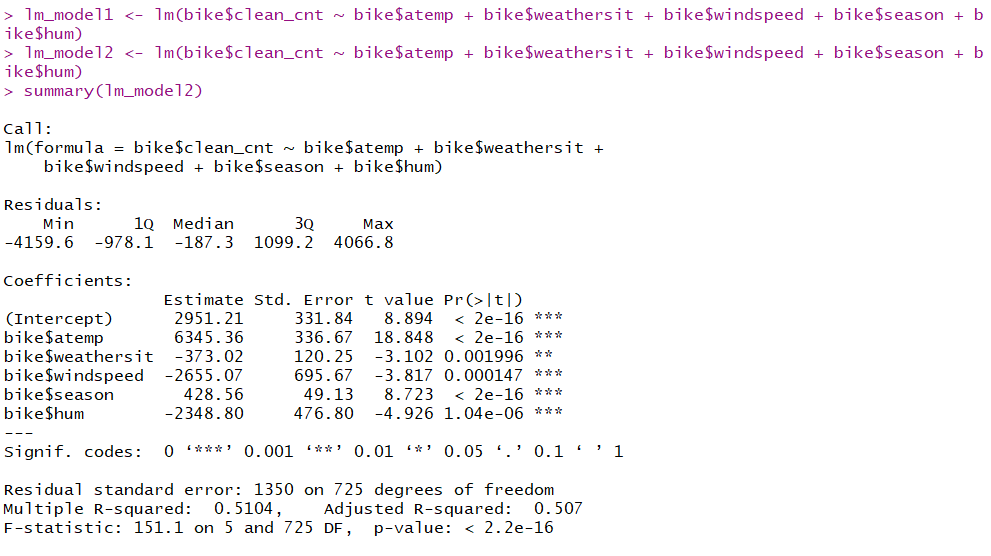 > lm_model1 <- lm(bike$clean_cnt ~ bike$atemp + bike$weathersit + bike$windspeed + bike$season + b
ike$hum)
> lm_model2 <- lm(bike$clean_cnt ~ bike$atemp + bike$weathersit + bike$windspeed + bike$season + b
ike$hum)
> summary(lm_model2)

Call:
lm(formula = bike$clean_cnt ~ bike$atemp + bike$weathersit +
    bike$windspeed + bike$season + bike$hum)

Residuals:
    Min      1Q  Median      3Q     Max
-4159.6  -978.1  -187.3  1099.2  4066.8

Coefficients:
                Estimate Std. Error t value Pr(>|t|)
(Intercept)      2951.21     331.84   8.894  < 2e-16 ***
bike$atemp       6345.36     336.67  18.848  < 2e-16 ***
bike$weathersit  -373.02     120.25  -3.102 0.001996 **
bike$windspeed  -2655.07     695.67  -3.817 0.000147 ***
bike$season       428.56      49.13   8.723  < 2e-16 ***
bike$hum        -2348.80     476.80  -4.926 1.04e-06 ***
---
Signif. codes:  0 ‘***’ 0.001 ‘**’ 0.01 ‘*’ 0.05 ‘.’ 0.1 ‘ ’ 1

Residual standard error: 1350 on 725 degrees of freedom
Multiple R-squared:  0.5104,    Adjusted R-squared:  0.507
F-statistic: 151.1 on 5 and 725 DF,  p-value: < 2.2e-16